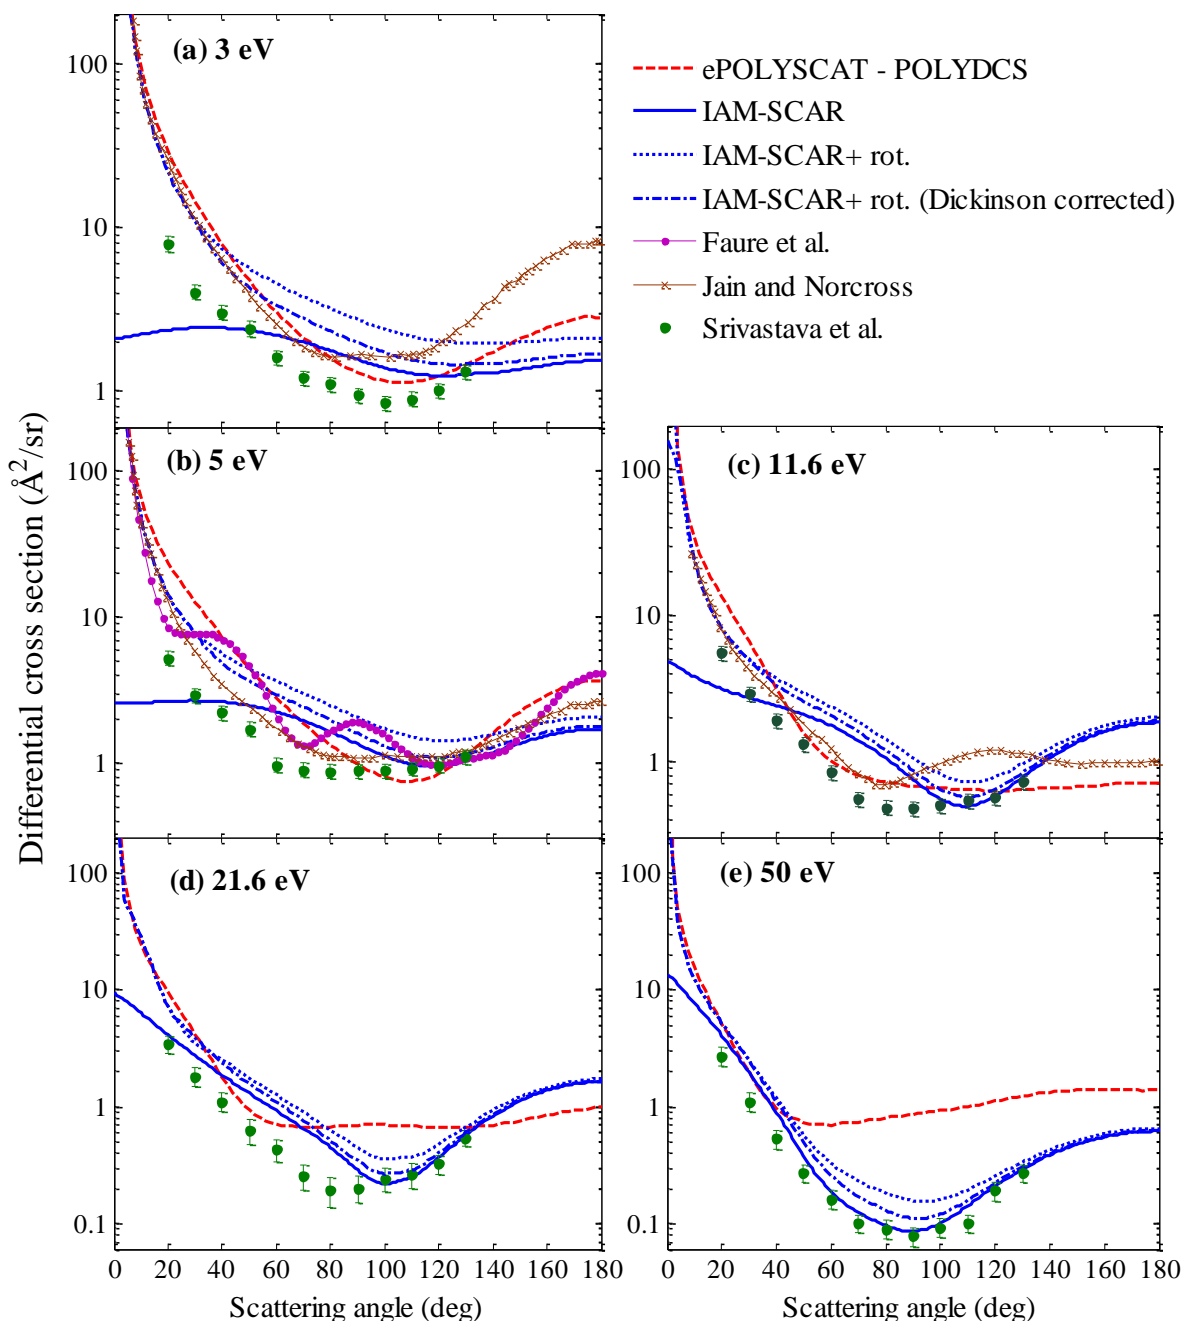 (a) 3 eV
100
10
1
ePOLYSCAT - POLYDCS
IAM-SCAR
IAM-SCAR+ rot.
IAM-SCAR+ rot. (Dickinson corrected)
Faure et al.
Jain and Norcross
Srivastava et al.
Differential cross section (Å²/sr)
(b) 5 eV
100
10
1
(c) 11.6 eV
100
10
1
(d) 21.6 eV
100
10
1
0.1
0 20 40 60 80 100 120 140 160 180
Scattering angle (deg)
(e) 50 eV
100
10
1
0.1
0 20 40 60 80 100 120 140 160 180
Scattering angle (deg)